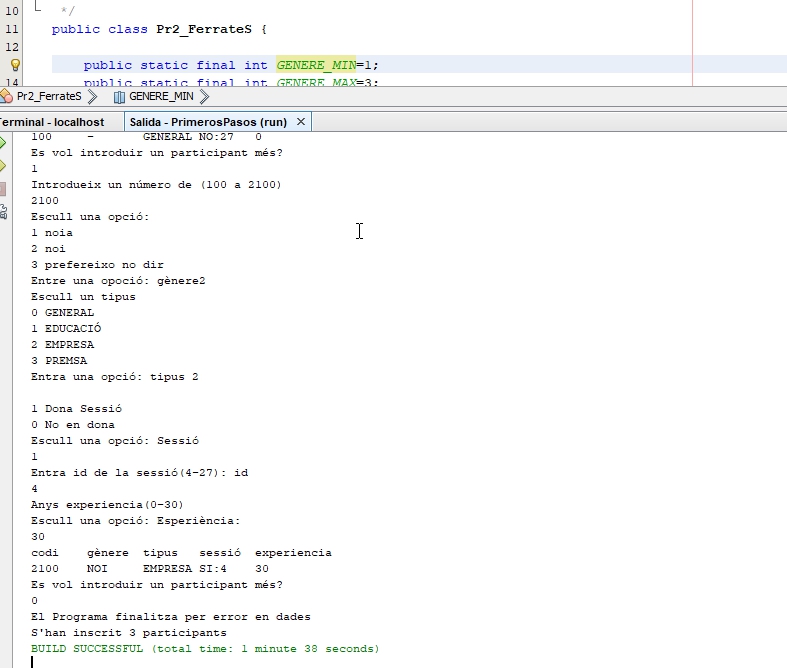 10 */
11 public class Pr2_FerrateS {
12
public static final int GENERE_MIN=1;
14 public static final int GENERE_MAX=3;
Pr2_FerrateS GENERE_MIN
Terminal - localhost Salida - PrimerosPasos (run) ×
100 - GENERAL NO:27 0
Es vol introduir un participant més?
1
Introdueix un número de (100 a 2100)
2100
Escull una opció:
1 noia
2 noi
3 prefereixo no dir
Entre una opoció: gènere2
Escull un tipus
0 GENERAL
1 EDUCACIÓ
2 EMPRESA
3 PREMSA
Entra una opció: tipus 2
1 Dona Sessió
0 No en dona
Escull una opció: Sessió
1
Entra id de la sessió(4-27): id
4
Anys experiencia(0-30)
Escull una opció: Esperiència:
30
codi gènere tipus sessió experiencia
2100 NOI EMPRESA SI:4 30
Es vol introduir un participant més?
0
El Programa finalitza per error en dades
S'han inscrit 3 participants
BUILD SUCCESSFUL (total time: 1 minute 38 seconds)